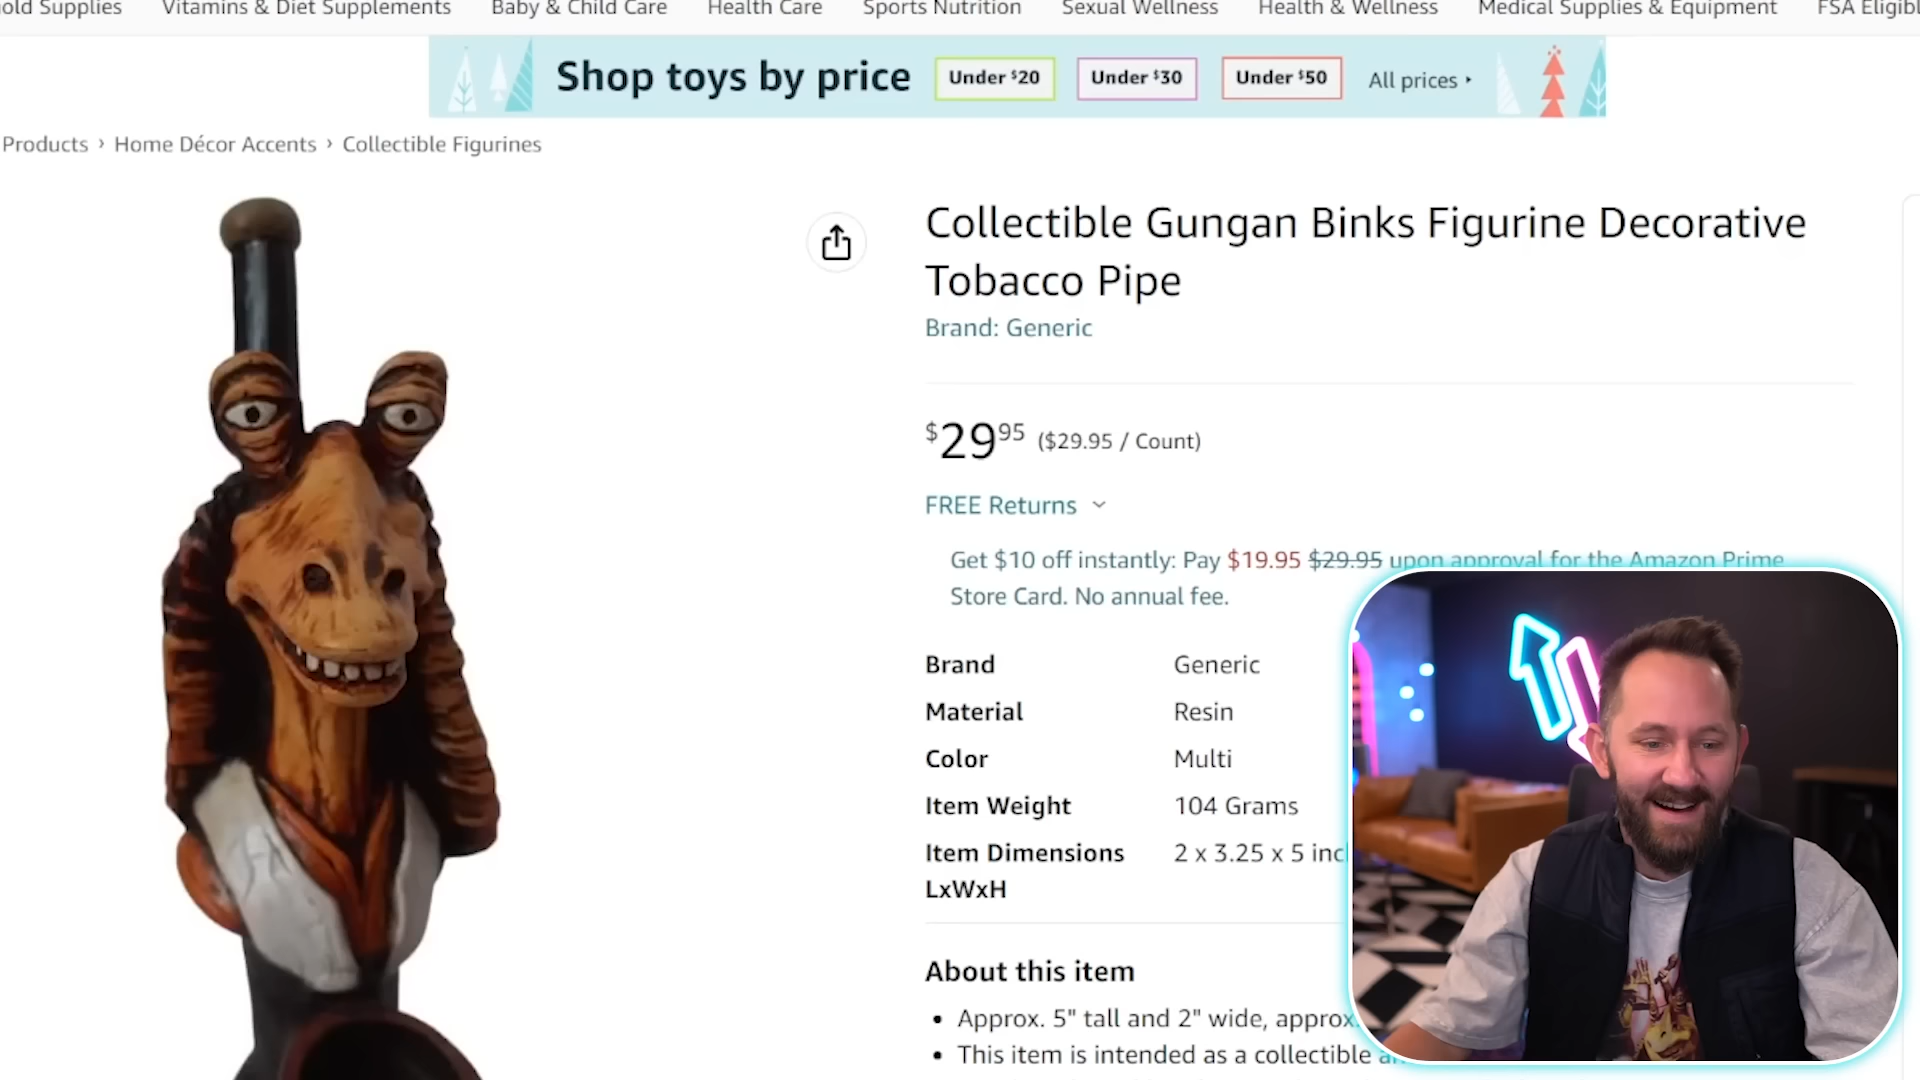 Vitamins & Diet Supplements Baby & Child Care Health Care Sports Nutrition Sexual Wellness Health & Wellness Medical Supplies & Equipment FSA
Shop toys by price Under $20 Under $30 Under $50 All prices ▸
Products › Home Décor Accents › Collectible Figurines
Collectible Gungan Binks Figurine Decorative
Tobacco Pipe
Brand: Generic
$29.95 ($29.95 / Count)
FREE Returns
Get $10 off instantly: Pay $19.95 $29.95 upon approval for the Amazon Prime
Store Card. No annual fee.
Brand Generic
Material Resin
Color Multi
Item Weight 104 Grams
Item Dimensions 2 x 3.25 x 5
LxWxH
About this item
• Approx. 5" tall and 2" wide, approx.
• This item is intended as a collectible